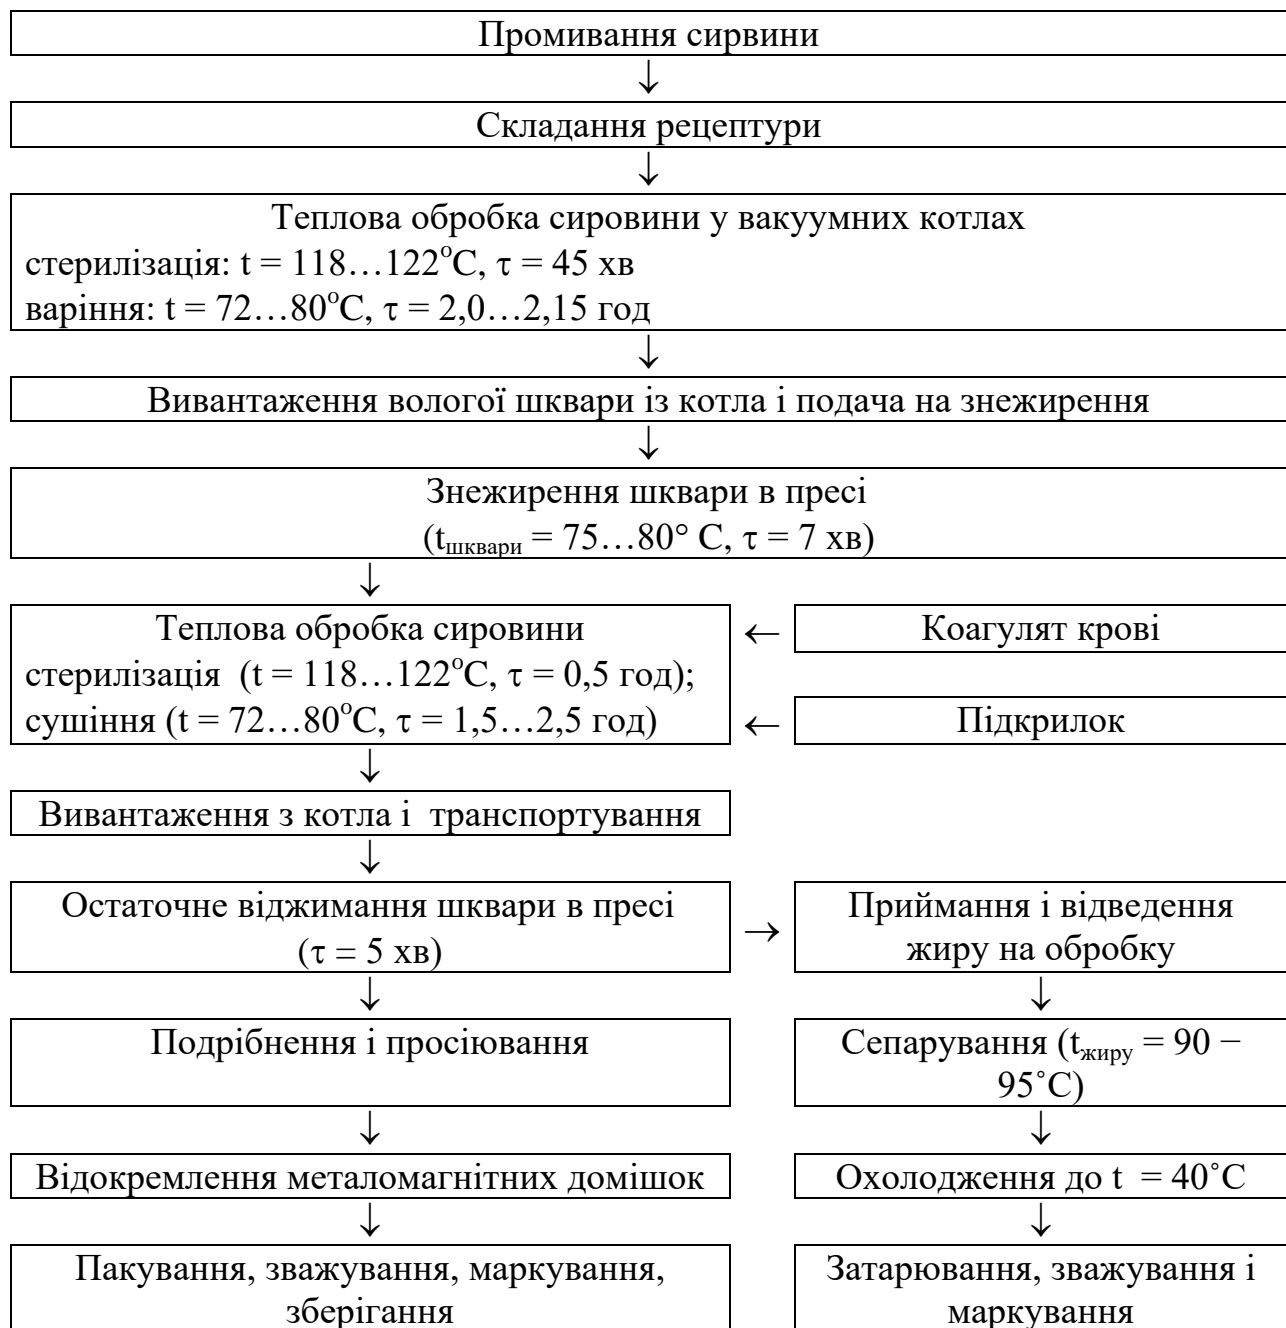 Промивання сирвини
↓
Складання рецептури
↓
Теплова обробка сировини у вакуумних котлах
стерилізація: t = 118…122°С, τ = 45 хв
варіння: t = 72…80°С, τ = 2,0…2,15 год
↓
Вивантаження вологої шквари із котла і подача на знежирення
↓
Знежирення шквари в пресі
(tшквари = 75…80° С, τ = 7 хв)
↓
Теплова обробка сировини
стерилізація (t = 118…122°С, τ = 0,5 год);
сушіння (t = 72…80°С, τ = 1,5…2,5 год)
← Коагулят крові
← Підкрилок
↓
Вивантаження з котла і транспортування
↓
Остаточне віджимання шквари в пресі
(τ = 5 хв)
→
Приймання і відведення
жиру на обробку
↓ ↓
Подрібнення і просіювання
Сепарування (tжиру = 90 −
95˚С)
↓ ↓
Відокремлення металомагнітних домішок
Охолодження до t = 40˚С
↓ ↓
Пакування, зважування, маркування,
зберігання
Затарювання, зважування і
маркування